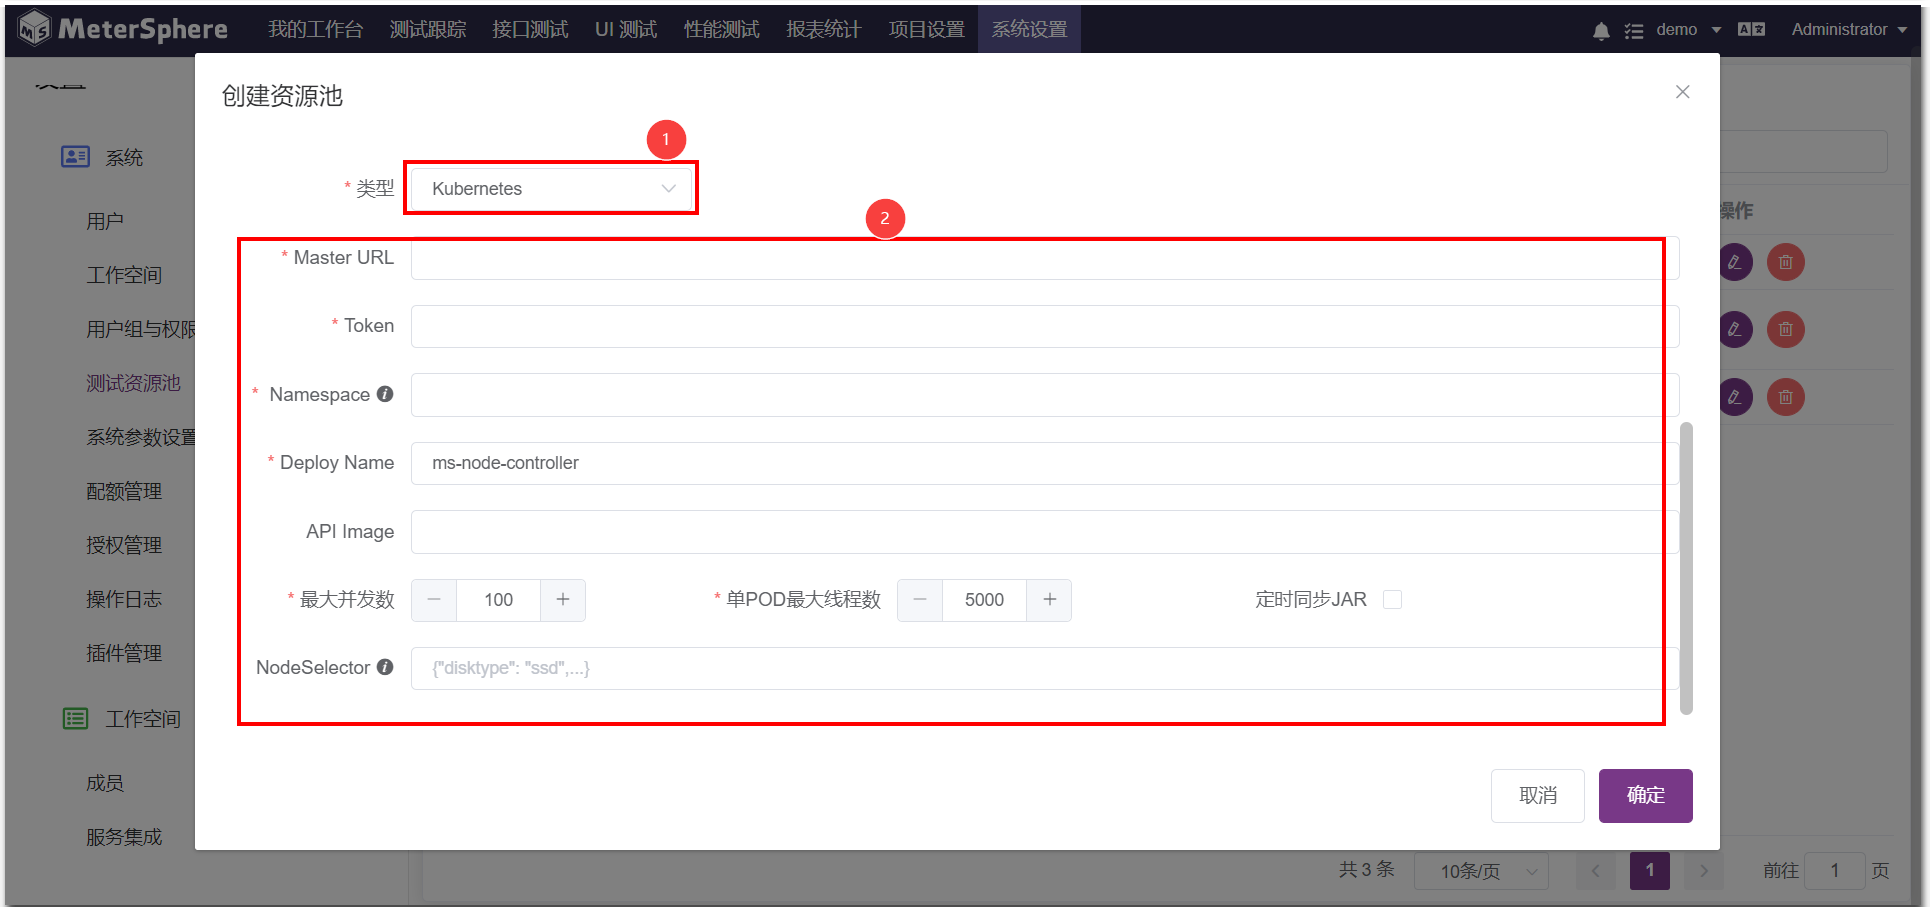 MeterSphere 我的工作台 测试跟踪 接口测试 UI 测试 性能测试 报表统计 项目设置 系统设置 demo Administrator
创建资源池
1
系统
* 类型 Kubernetes
2
操作
用户
* Master URL
工作空间
* Token
用户组与权限
测试资源池
* Namespace
系统参数设置
* Deploy Name ms-node-controller
配额管理
API Image
授权管理
操作日志
* 最大并发数 − 100 + * 单POD最大线程数 − 5000 + 定时同步JAR
插件管理
NodeSelector {"disktype": "ssd",...}
工作空间
成员
取消 确定
服务集成
共 3 条 10条/页 1 前往 1 页